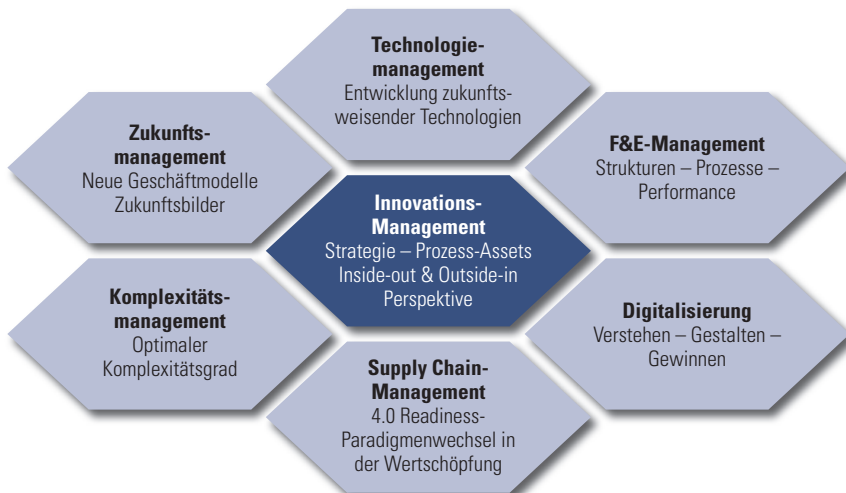 Technologie-
management
Entwicklung zukunfts-
weisender Technologien
Zukunfts-
management
Neue Geschäftmodelle
Zukunftsbilder
F&E-Management
Strukturen – Prozesse –
Performance
Innovations-
Management
Strategie – Prozess-Assets
Inside-out & Outside-in
Perspektive
Komplexitäts-
management
Optimaler
Komplexitätsgrad
Digitalisierung
Verstehen – Gestalten –
Gewinnen
Supply Chain-
Management
4.0 Readiness-
Paradigmenwechsel in
der Wertschöpfung